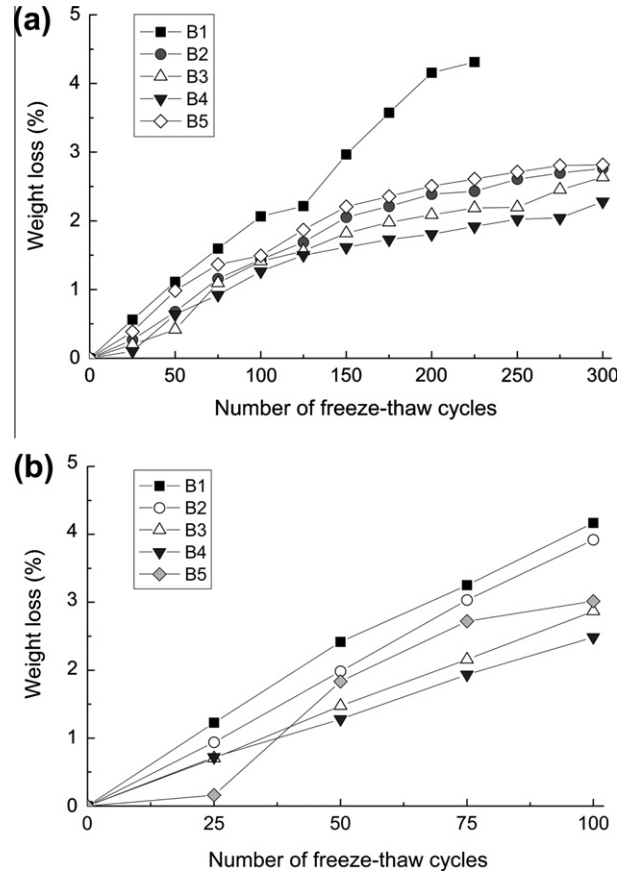 (a)
B1
B2
B3
B4
B5
5
4
3
2
1
0
Weight loss (%)
0 50 100 150 200 250 300
Number of freeze-thaw cycles
(b)
B1
B2
B3
B4
B5
5
4
3
2
1
0
Weight loss (%)
0 25 50 75 100
Number of freeze-thaw cycles